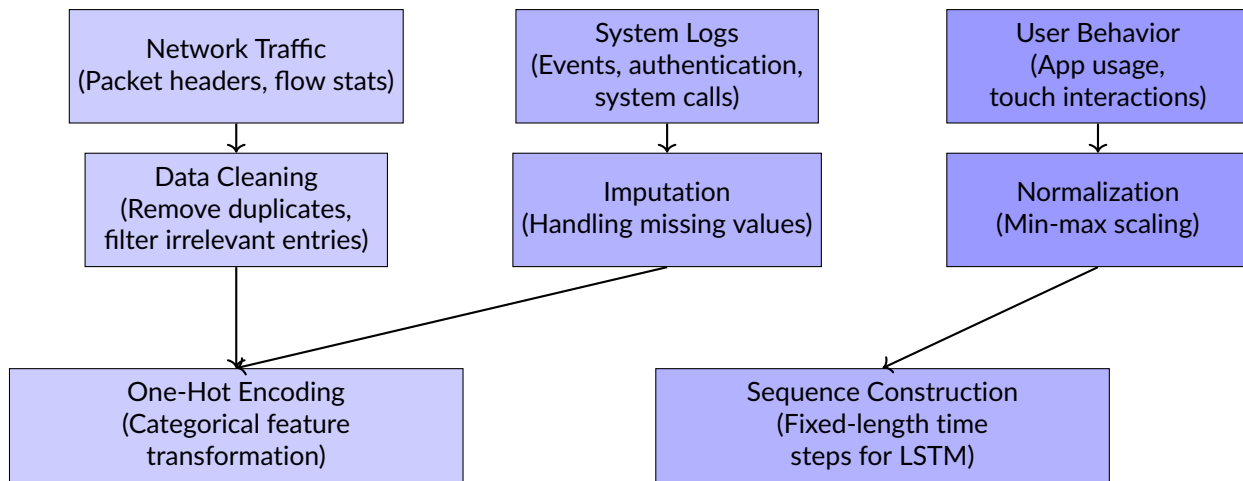 Network Traffic
(Packet headers, flow stats)
System Logs
(Events, authentication,
system calls)
User Behavior
(App usage,
touch interactions)
Data Cleaning
(Remove duplicates,
filter irrelevant entries)
Imputation
(Handling missing values)
Normalization
(Min-max scaling)
One-Hot Encoding
(Categorical feature
transformation)
Sequence Construction
(Fixed-length time
steps for LSTM)